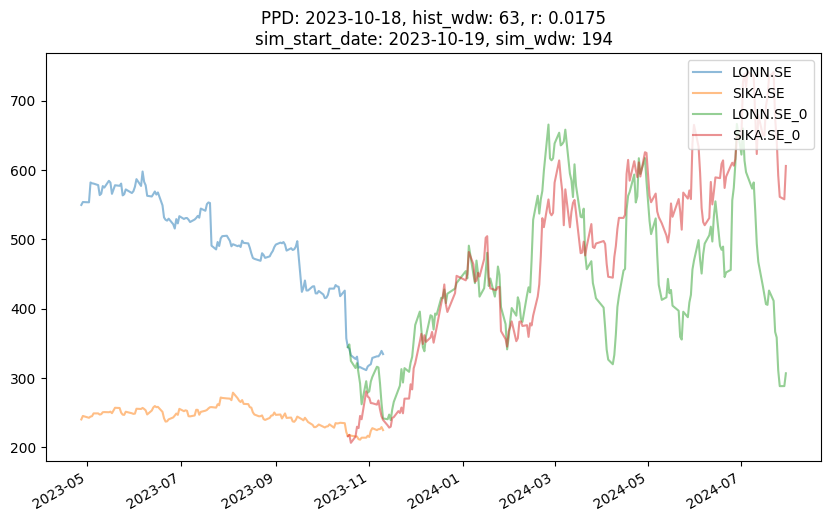 PPD: 2023-10-18, hist_wdw: 63, r: 0.0175
sim_start_date: 2023-10-19, sim_wdw: 194
LONN.SE
SIKA.SE
LONN.SE_0
SIKA.SE_0
700
600
500
400
300
200
2023-05
2023-07
2023-09
2023-11
2024-01
2024-03
2024-05
2024-07